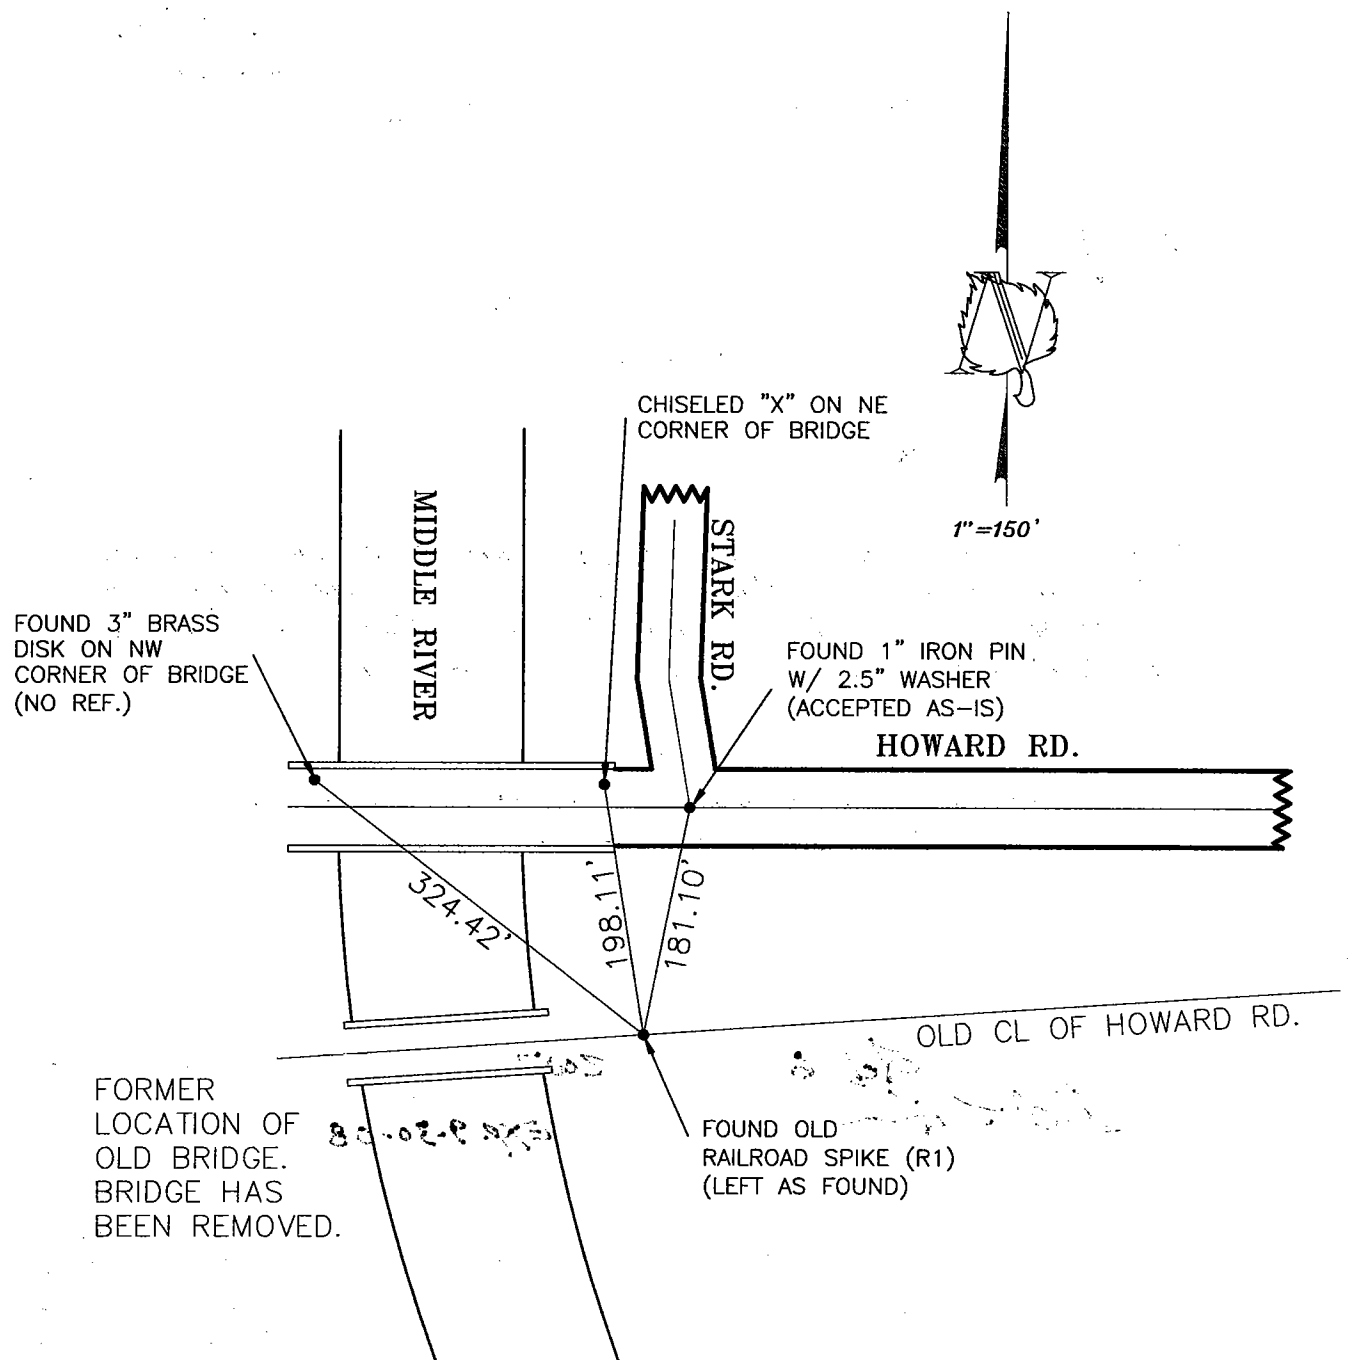 1"=150'
CHISELED "X" ON NE
CORNER OF BRIDGE
MIDDLE RIVER
STARK RD.
FOUND 3" BRASS
DISK ON NW
CORNER OF BRIDGE
(NO REF.)
FOUND 1" IRON PIN
W/ 2.5" WASHER
(ACCEPTED AS-IS)
HOWARD RD.
324.42'
198.11'
181.10'
OLD CL OF HOWARD RD.
FORMER
LOCATION OF
OLD BRIDGE.
BRIDGE HAS
BEEN REMOVED.
FOUND OLD
RAILROAD SPIKE (R1)
(LEFT AS FOUND)